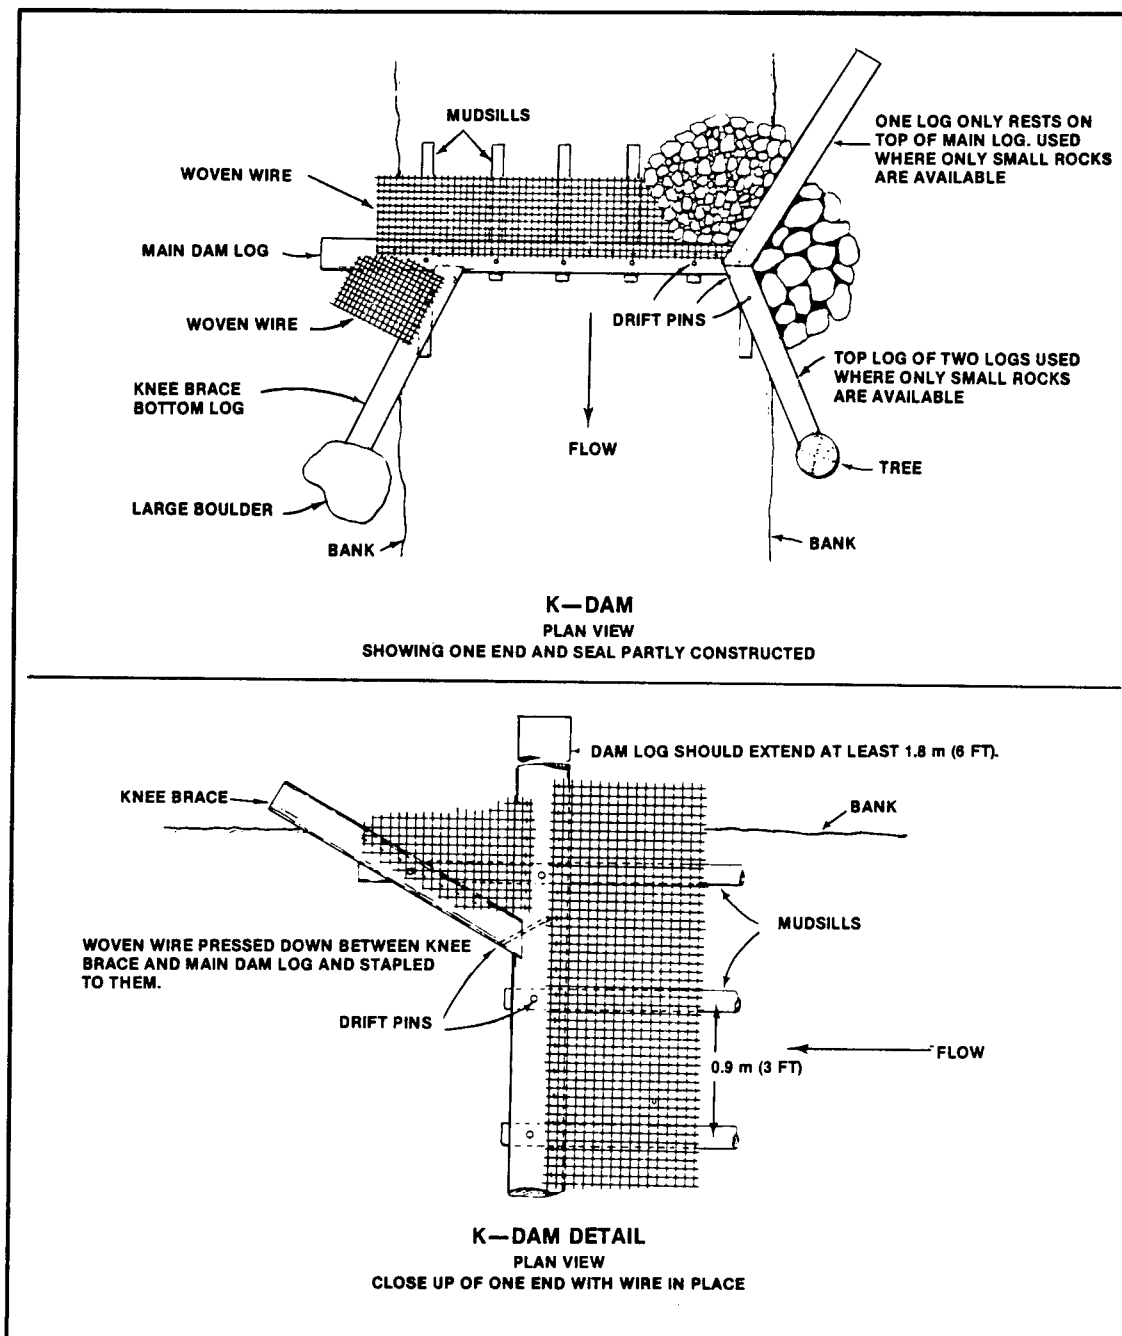 MUDSILLS
ONE LOG ONLY RESTS ON
TOP OF MAIN LOG. USED
WHERE ONLY SMALL ROCKS
ARE AVAILABLE
WOVEN WIRE
MAIN DAM LOG
WOVEN WIRE
DRIFT PINS
KNEE BRACE
BOTTOM LOG
TOP LOG OF TWO LOGS USED
WHERE ONLY SMALL ROCKS
ARE AVAILABLE
FLOW
TREE
LARGE BOULDER
BANK
BANK
K—DAM
PLAN VIEW
SHOWING ONE END AND SEAL PARTLY CONSTRUCTED
DAM LOG SHOULD EXTEND AT LEAST 1.8 m (6 FT).
KNEE BRACE
BANK
MUDSILLS
WOVEN WIRE PRESSED DOWN BETWEEN KNEE
BRACE AND MAIN DAM LOG AND STAPLED
TO THEM.
DRIFT PINS
FLOW
0.9 m (3 FT)
K—DAM DETAIL
PLAN VIEW
CLOSE UP OF ONE END WITH WIRE IN PLACE